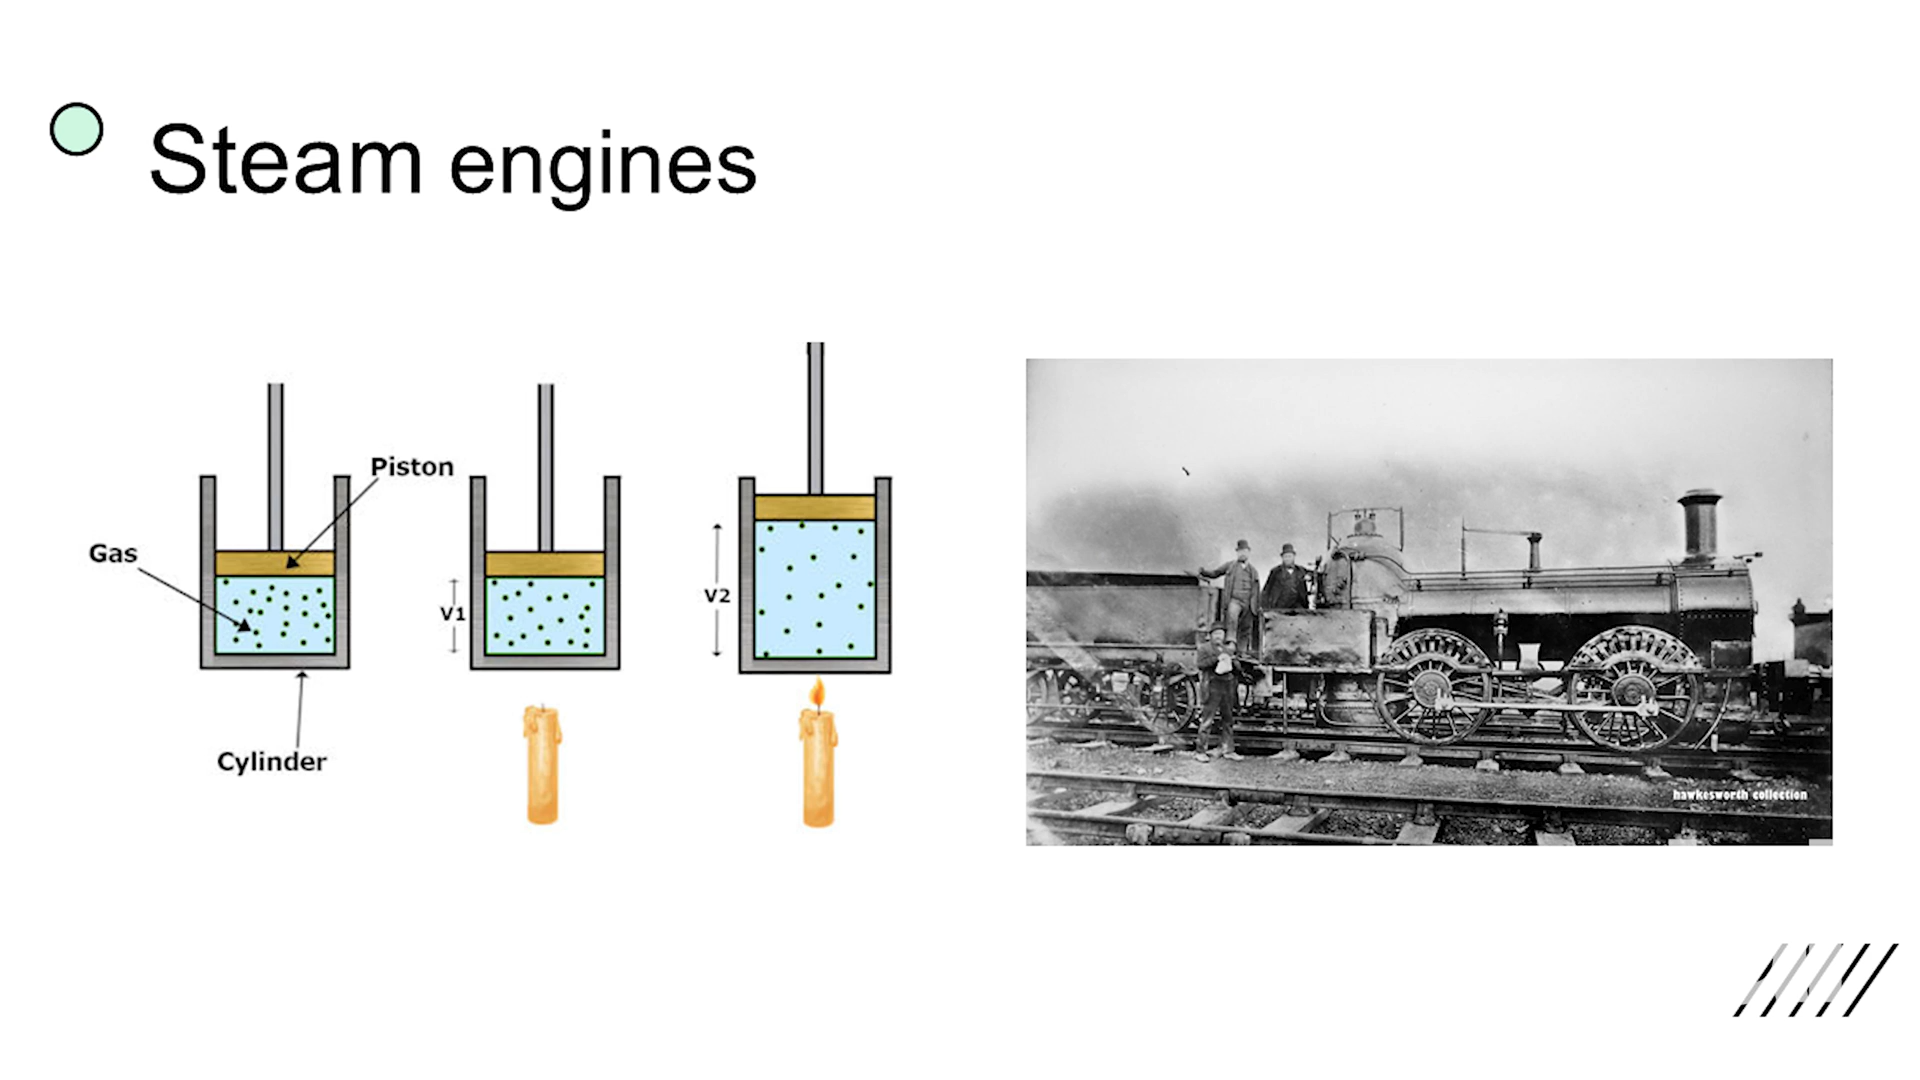 Steam engines
Piston
Gas
V1
V2
Cylinder
hawkesworth collection